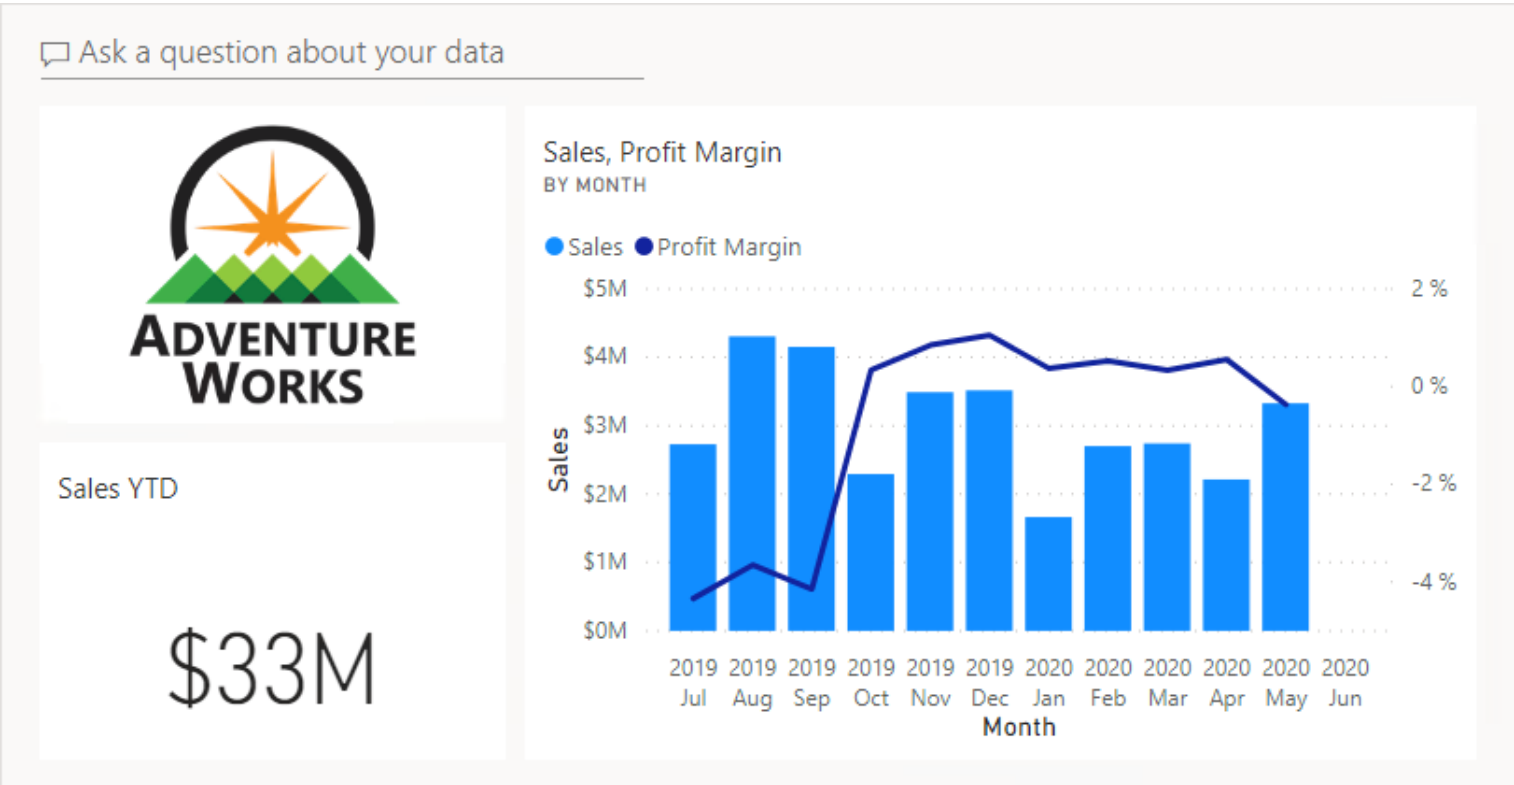 Ask a question about your data
ADVENTURE
WORKS
Sales YTD
$33M
Sales, Profit Margin
BY MONTH
Sales Profit Margin
$5M
$4M
$3M
$2M
$1M
$0M
Sales
2 %
0 %
-2 %
-4 %
2019 2019 2019 2019 2019 2019 2020 2020 2020 2020 2020 2020
Jul Aug Sep Oct Nov Dec Jan Feb Mar Apr May Jun
Month